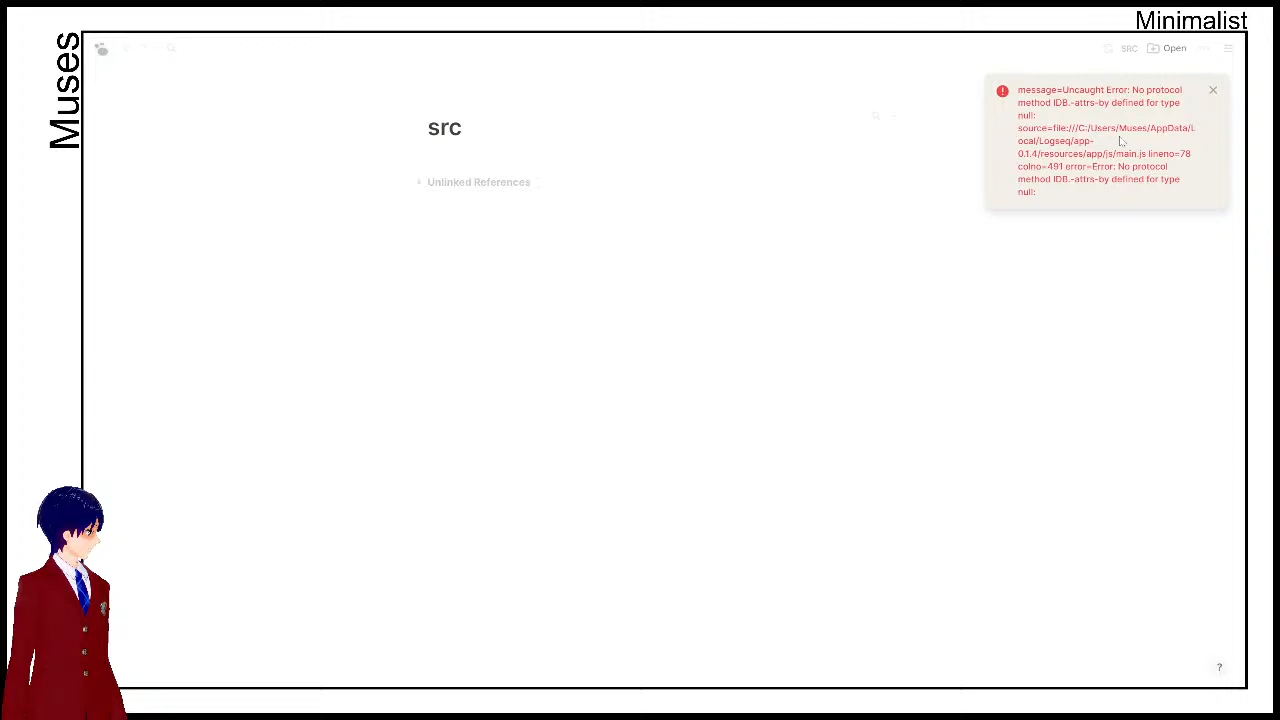 Minimalist
Muses
SRC
Open
message=Uncaught Error: No protocol
method IDB.-attrs-by defined for type
null:
source=file:///C:/Users/Muses/AppData/L
ocal/Logseq/app-
0.1.4/resources/app/js/main.js lineno=78
colno=491 error=Error: No protocol
method IDB.-attrs-by defined for type
null:
src
Unlinked References
?